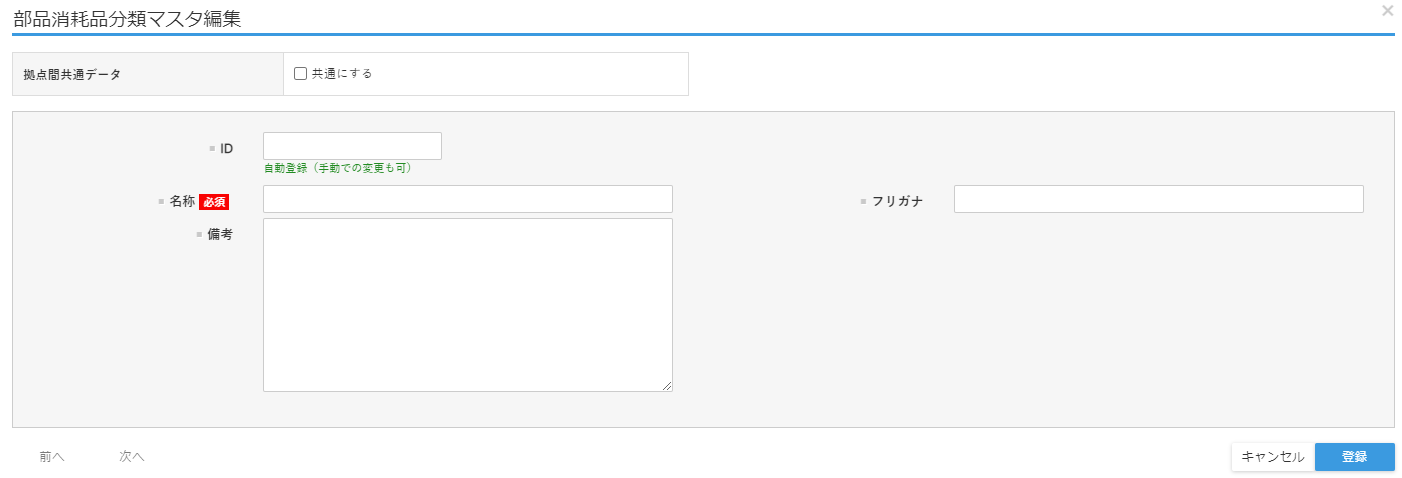 部品消耗品分類マスタ編集
×
拠点間共通データ
共通にする
ID
自動登録（手動での変更も可）
名称 必須
フリガナ
備考
前へ
次へ
キャンセル
登録